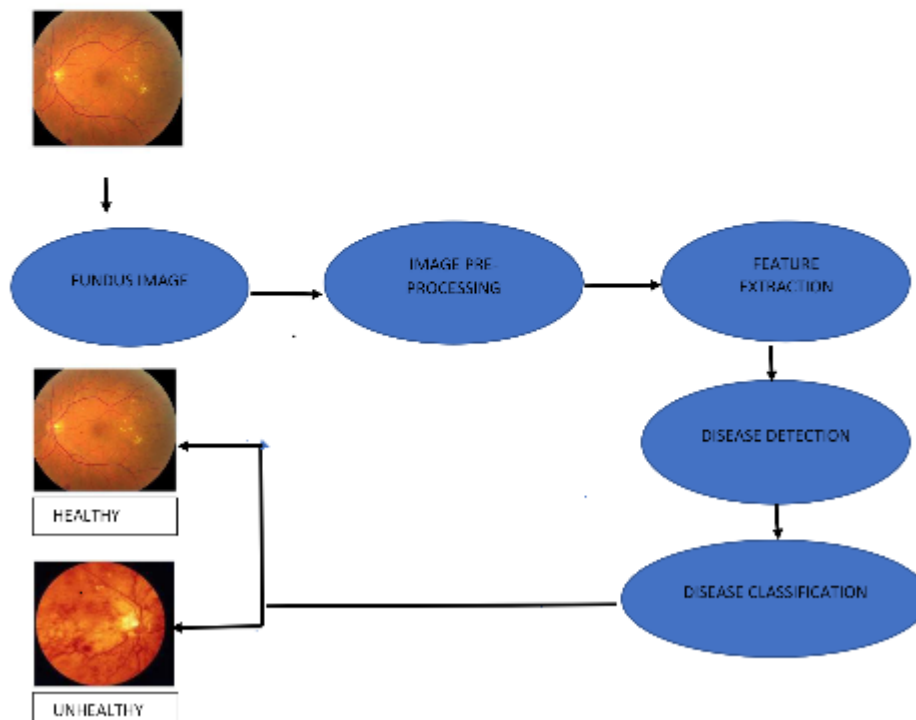 FUNDUS IMAGE
IMAGE PRE-
PROCESSING
FEATURE
EXTRACTION
DISEASE DETECTION
DISEASE CLASSIFICATION
HEALTHY
UNHEALTHY